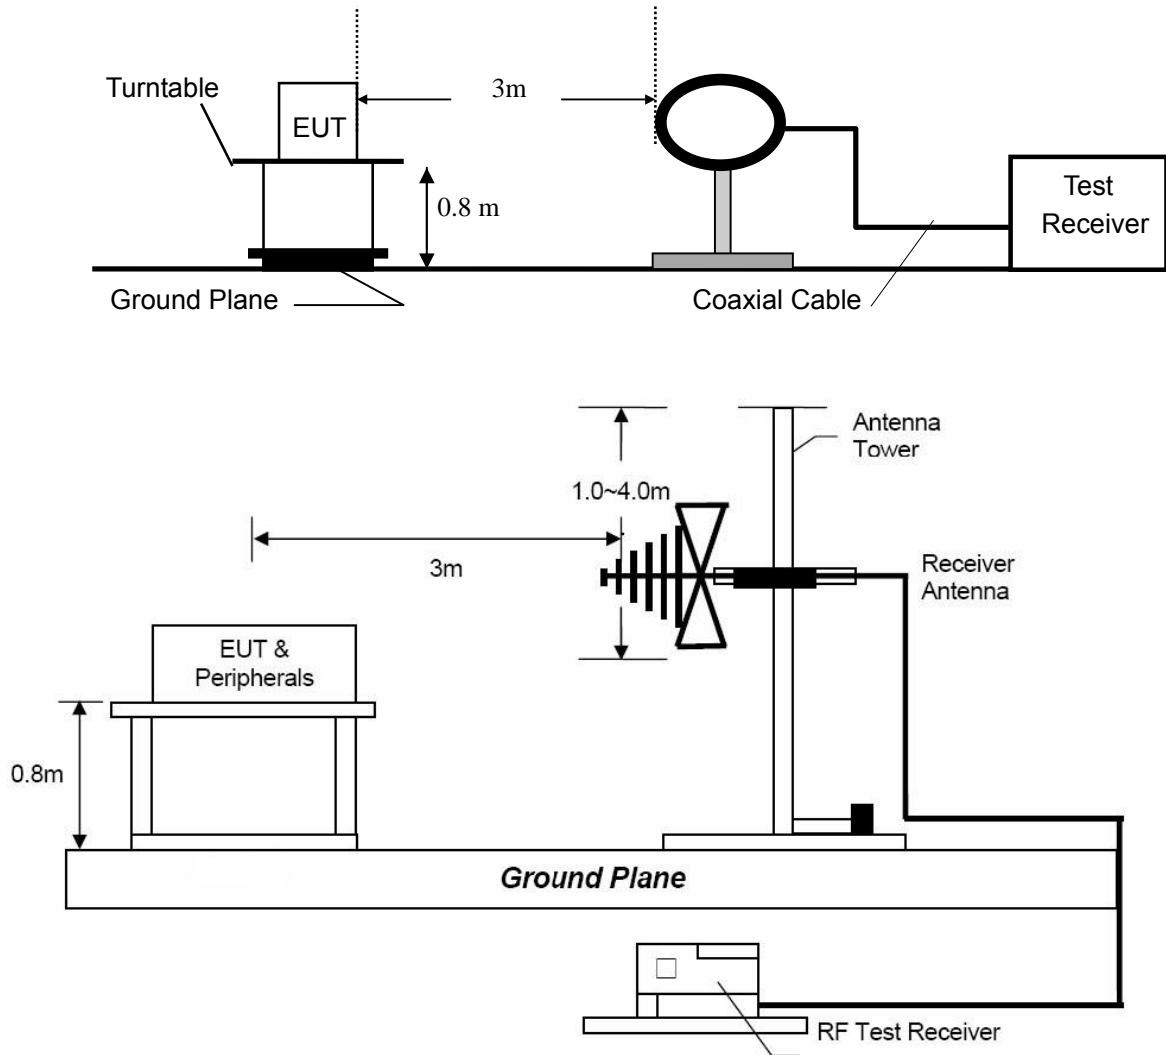 Turntable
EUT
3m
0.8 m
Test
Receiver
Ground Plane
Coaxial Cable
Antenna
Tower
1.0~4.0m
3m
Receiver
Antenna
EUT &
Peripherals
0.8m
Ground Plane
RF Test Receiver